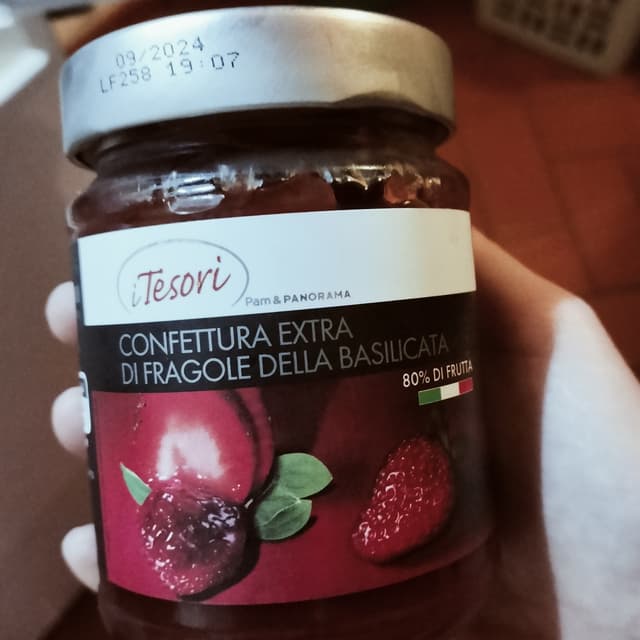 09/2024
LF258 19:07
iTesori
Pam & PANORAMA
CONFETTURA EXTRA
DI FRAGOLE DELLA BASILICATA
80% DI FRUTTA